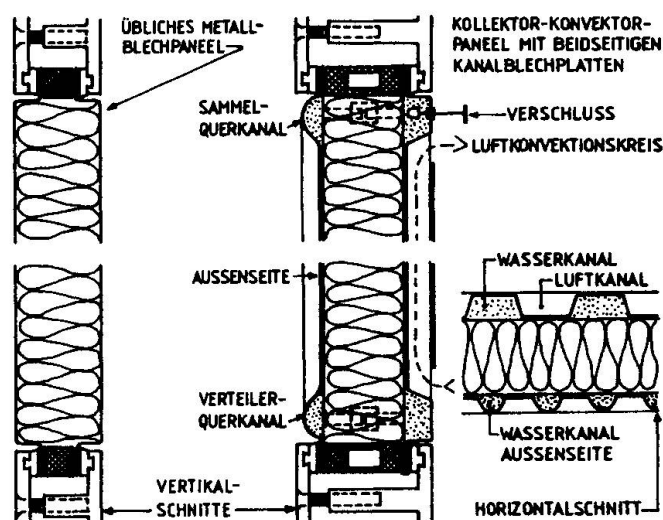 ÜBLICHES METALL-
BLECHPANEEL
KOLLEKTOR-KONVEKTOR-
PANEEL MIT BEIDSEITIGEN
KANALBLECHPLATTEN
SAMMEL-
QUERKANAL
VERSCHLUSS
LUFTKONVEKTIONSKREIS
AUSSENSEITE
WASSERKANAL
LUFTKANAL
VERTEILER-
QUERKANAL
WASSERKANAL
AUSSENSEITE
VERTIKAL-
SCHNITTE
HORIZONTALSCHNITT